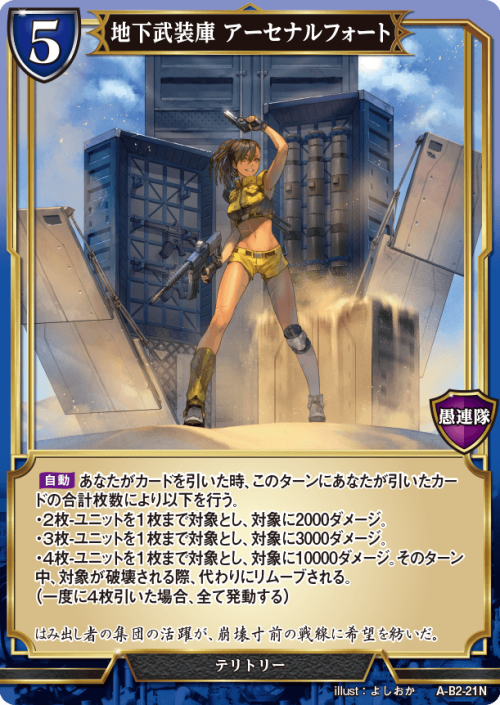 5
地下武装庫 アーセナルフォート
愚連隊
自動 あなたがカードを引いた時、このターンにあなたが引いたカー
ドの合計枚数により以下を行う。
・2枚-ユニットを1枚まで対象とし、対象に2000ダメージ。
・3枚-ユニットを1枚まで対象とし、対象に3000ダメージ。
・4枚-ユニットを1枚まで対象とし、対象に10000ダメージ。そのターン
中、対象が破壊される際、代わりにリムーブされる。
(一度に4枚引いた場合、全て発動する)
はみ出し者の集団の活躍が、崩壊寸前の戦線に希望を紡いだ。
テリトリー
illust：よしおか A-B2-21N